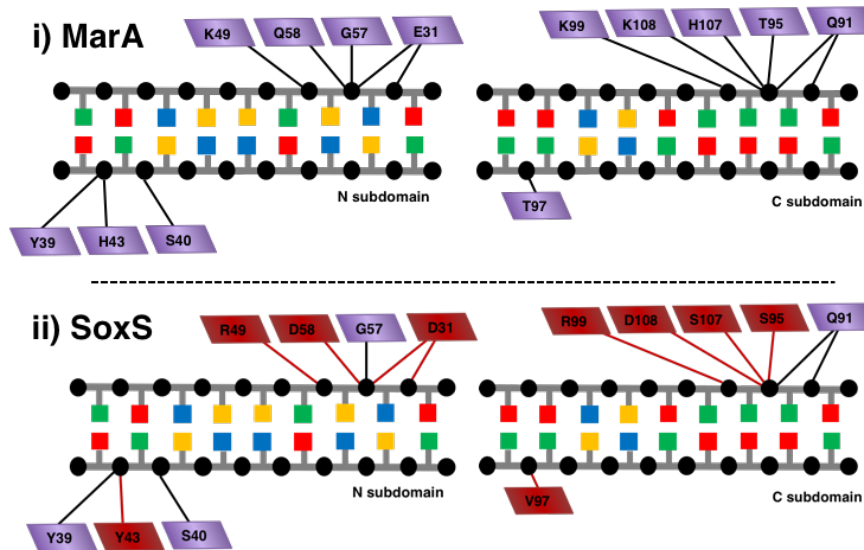 i) MarA
K49 Q58 G57 E31
K99 K108 H107 T95 Q91
N subdomain
C subdomain
T97
Y39 H43 S40
ii) SoxS
R49 D58 G57 D31
R99 D108 S107 S95 Q91
N subdomain
C subdomain
V97
Y39 Y43 S40